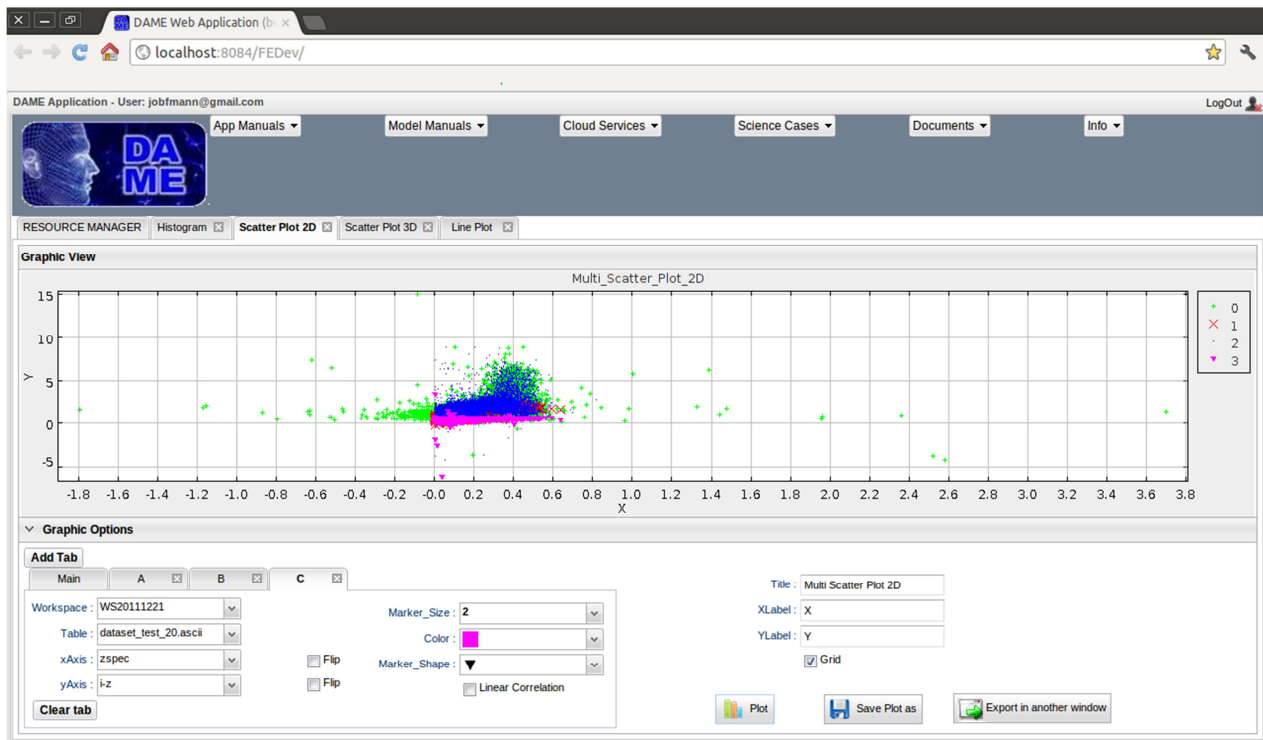 DAME Web Application (b
localhost:8084/FEDev/
DAME Application - User: jobfmann@gmail.com LogOut
DA
ME
App Manuals Model Manuals Cloud Services Science Cases Documents Info
RESOURCE MANAGER Histogram Scatter Plot 2D Scatter Plot 3D Line Plot
Graphic View
Multi_Scatter_Plot_2D
15
10
5
0
-5
Y
-1.8 -1.6 -1.4 -1.2 -1.0 -0.8 -0.6 -0.4 -0.2 -0.0 0.2 0.4 0.6 0.8 1.0 1.2 1.4 1.6 1.8 2.0 2.2 2.4 2.6 2.8 3.0 3.2 3.4 3.6 3.8
X
0
1
2
3
Graphic Options
Add Tab
Main A B C
Workspace : WS20111221
Table : dataset_test_20.ascii
xAxis : zspec Flip
yAxis : i-z Flip
Clear tab
Marker_Size : 2
Color :
Marker_Shape :
Linear Correlation
Title : Multi Scatter Plot 2D
XLabel : X
YLabel : Y
Grid
Plot Save Plot as Export in another window